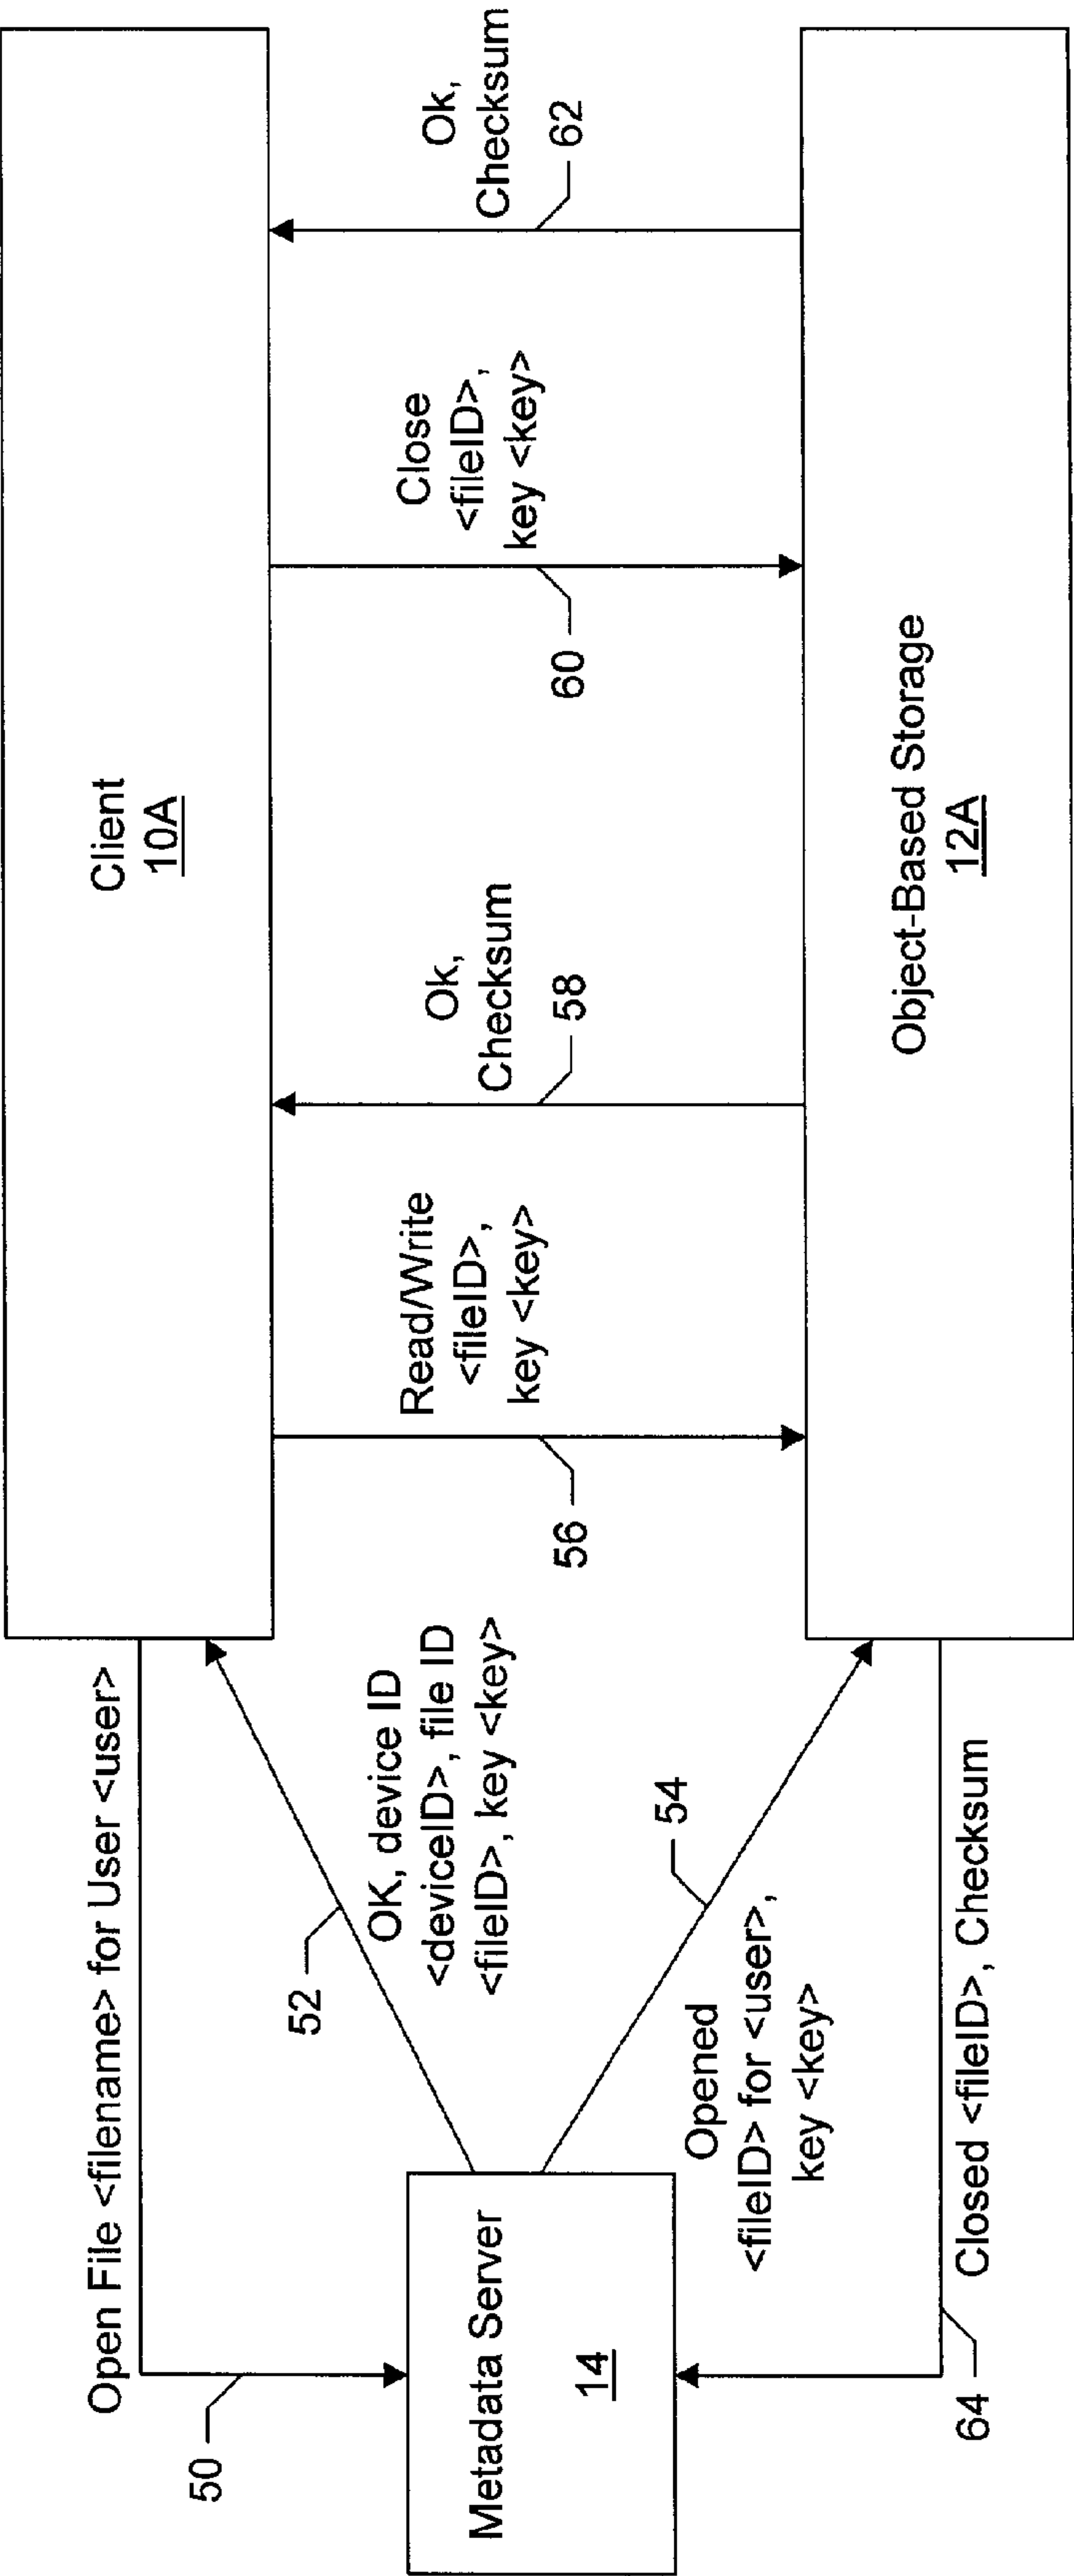 Open File <filename> for User <user>
50
Metadata Server
14
52
OK, device ID
<deviceID>, file ID
<fileID>, key <key>
54
Opened
<fileID> for <user>,
key <key>
64
Closed <fileID>, Checksum
Client
10A
56
Read/Write
<fileID>,
key <key>
Ok,
Checksum
58
60
Close
<fileID>,
key <key>
Ok,
Checksum
62
Object-Based Storage
12A